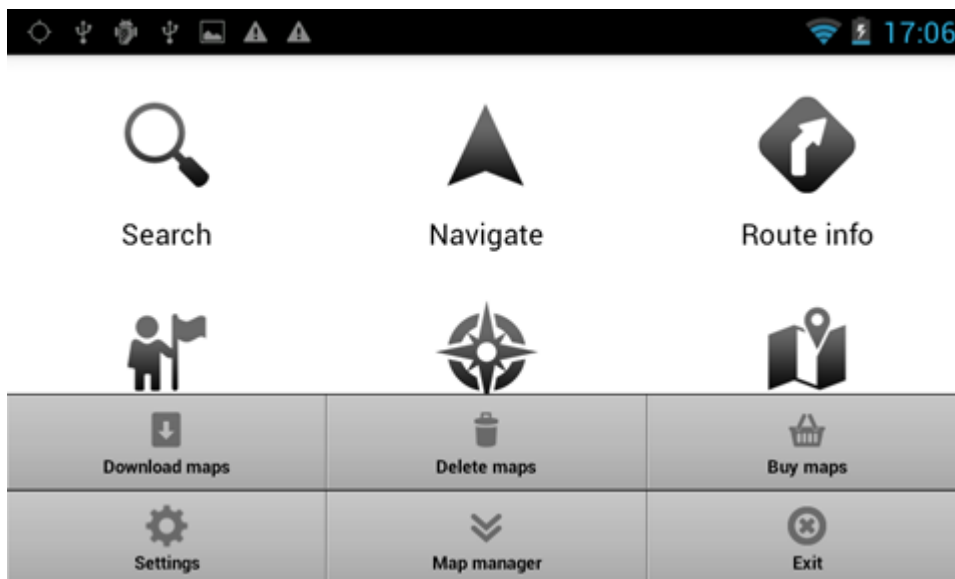 17:06
Search
Navigate
Route info
Download maps
Delete maps
Buy maps
Settings
Map manager
Exit